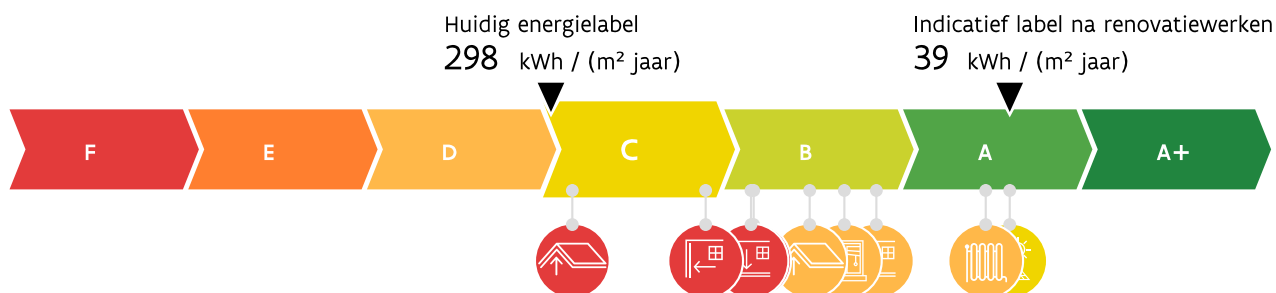 Huidig energielabel
298 kWh / (m² jaar)
Indicatief label na renovatiewerken
39 kWh / (m² jaar)
F E D C B A A+